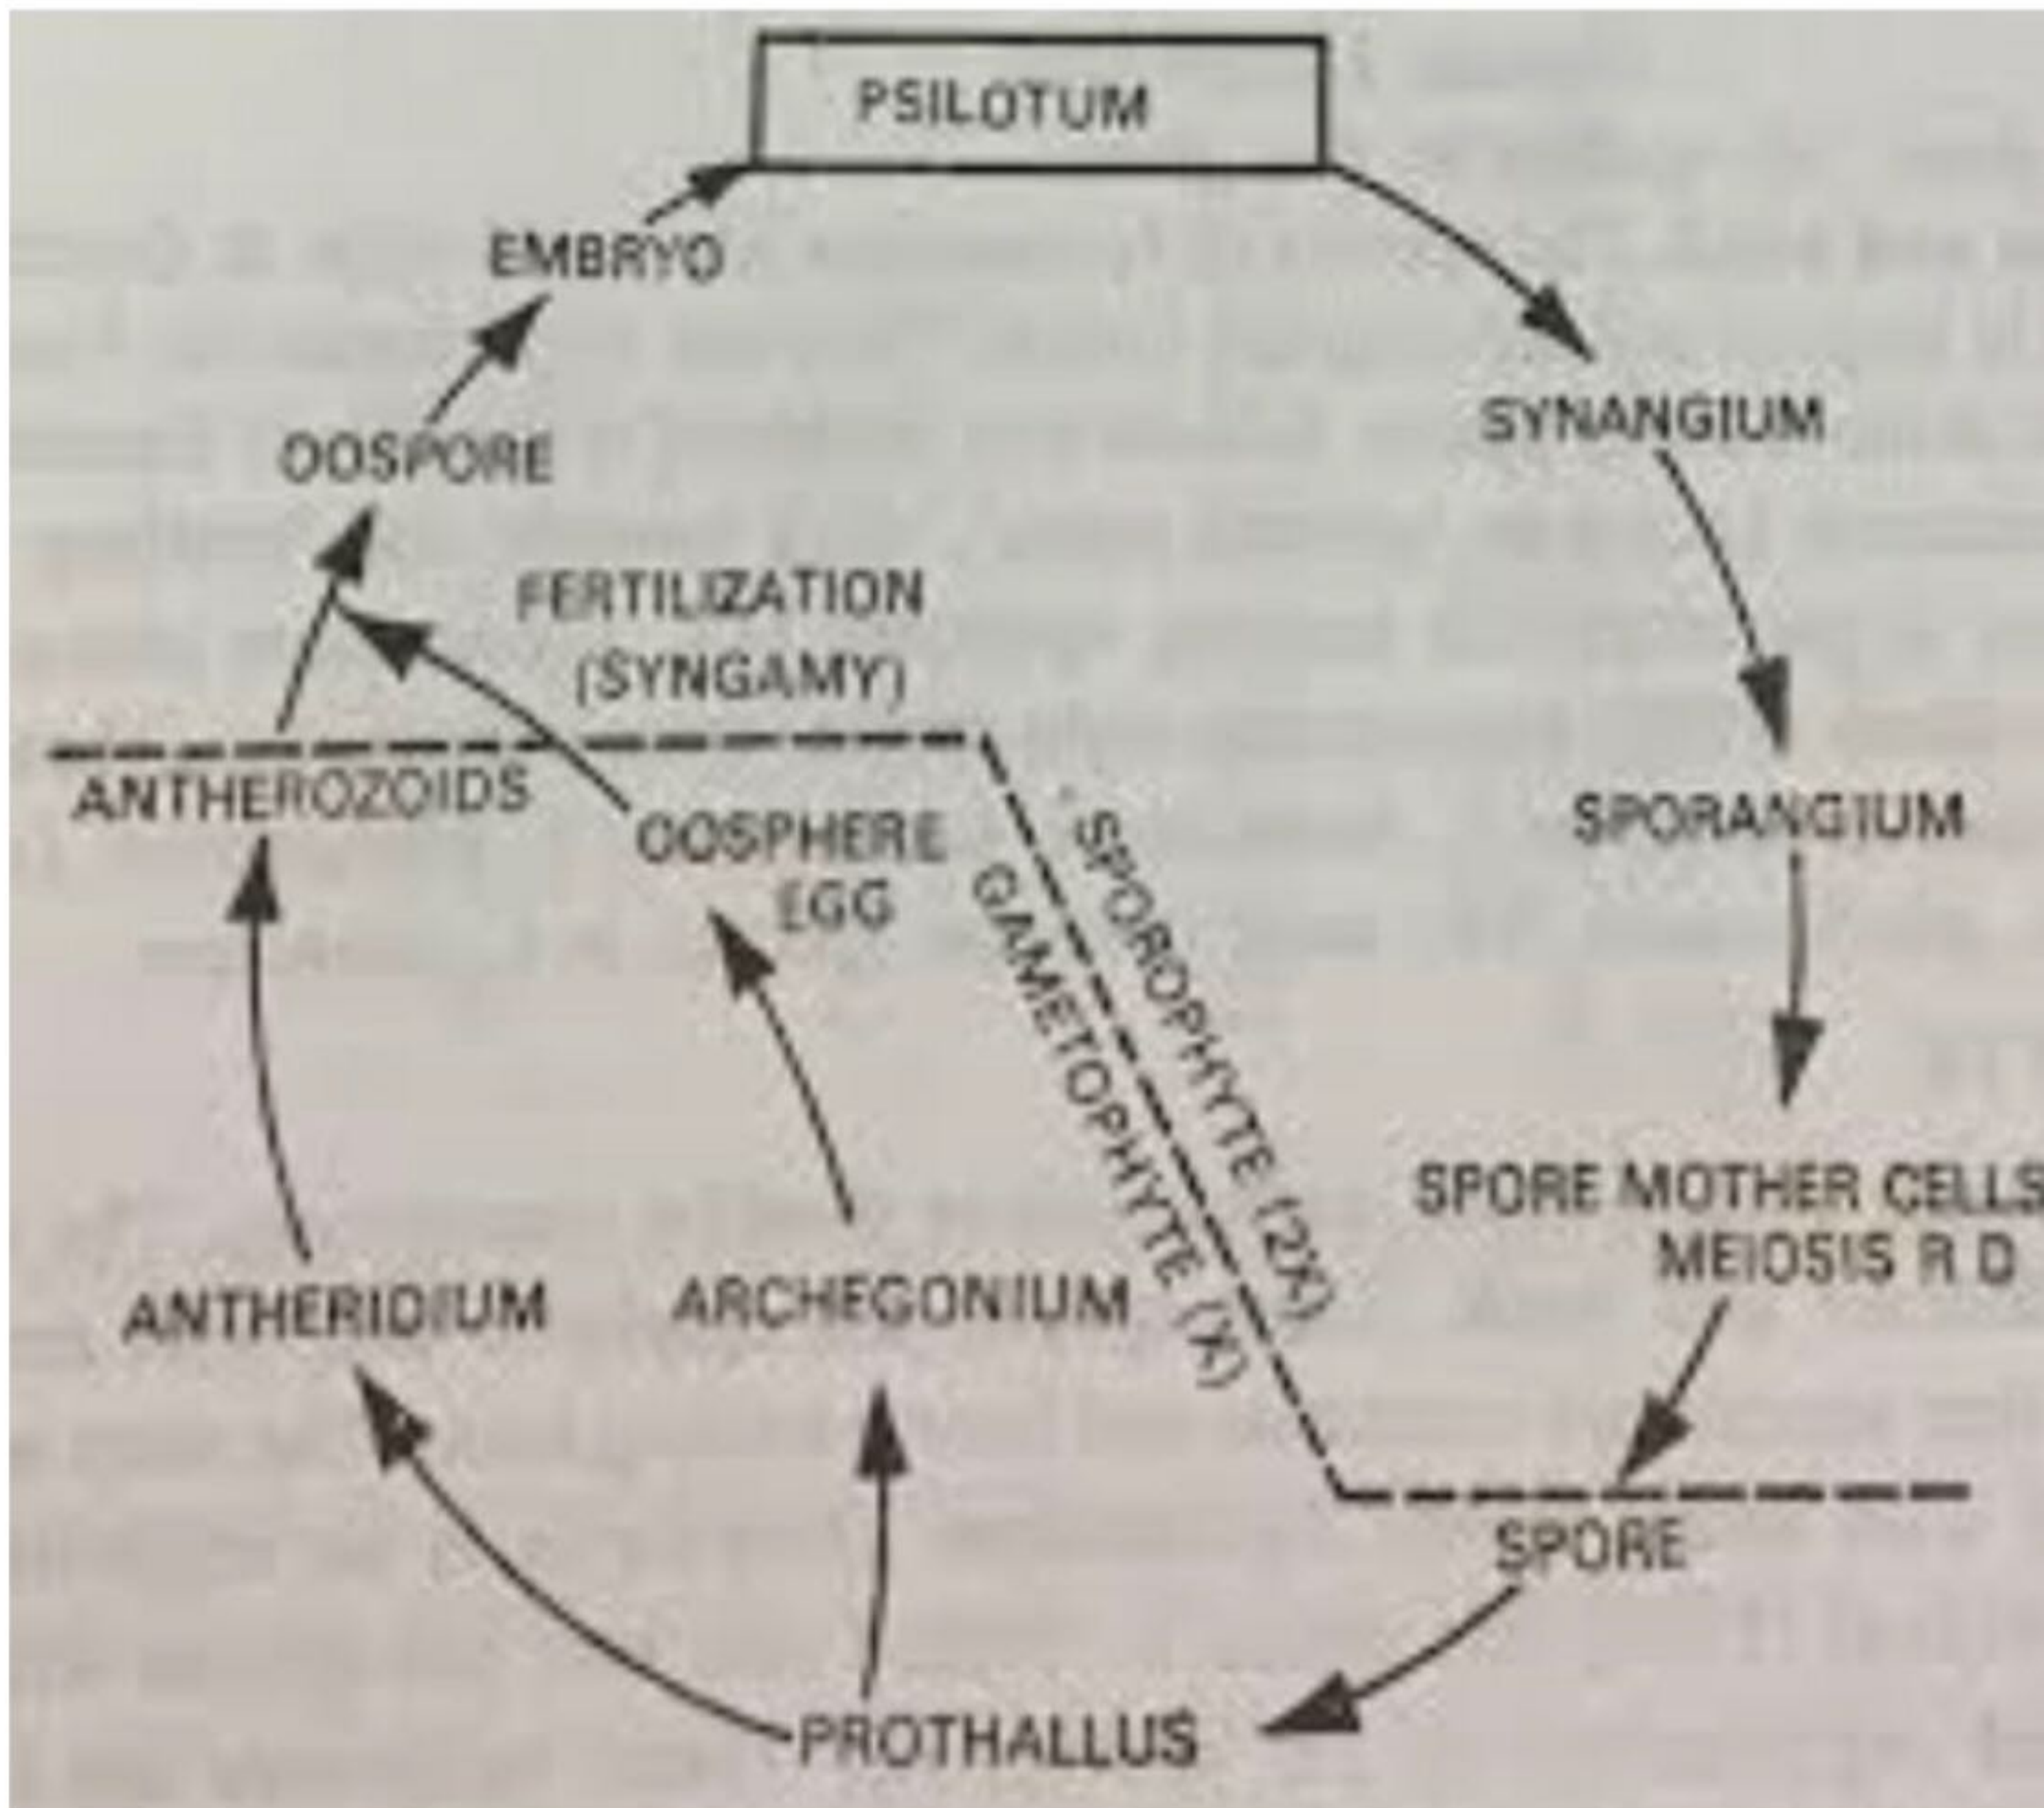 PSILOTUM
EMBRYO
SYNANGIUM
OOSPORE
FERTILIZATION
(SYNGAMY)
ANTHEROZOIDS
OOSPHERE
EGG
SPORANGIUM
SPOROPHYTE (2X)
GAMETOPHYTE (X)
SPORE MOTHER CELLS
MEIOSIS R D
ANTHERIDIUM
ARCHEGONIUM
SPORE
PROTHALLUS